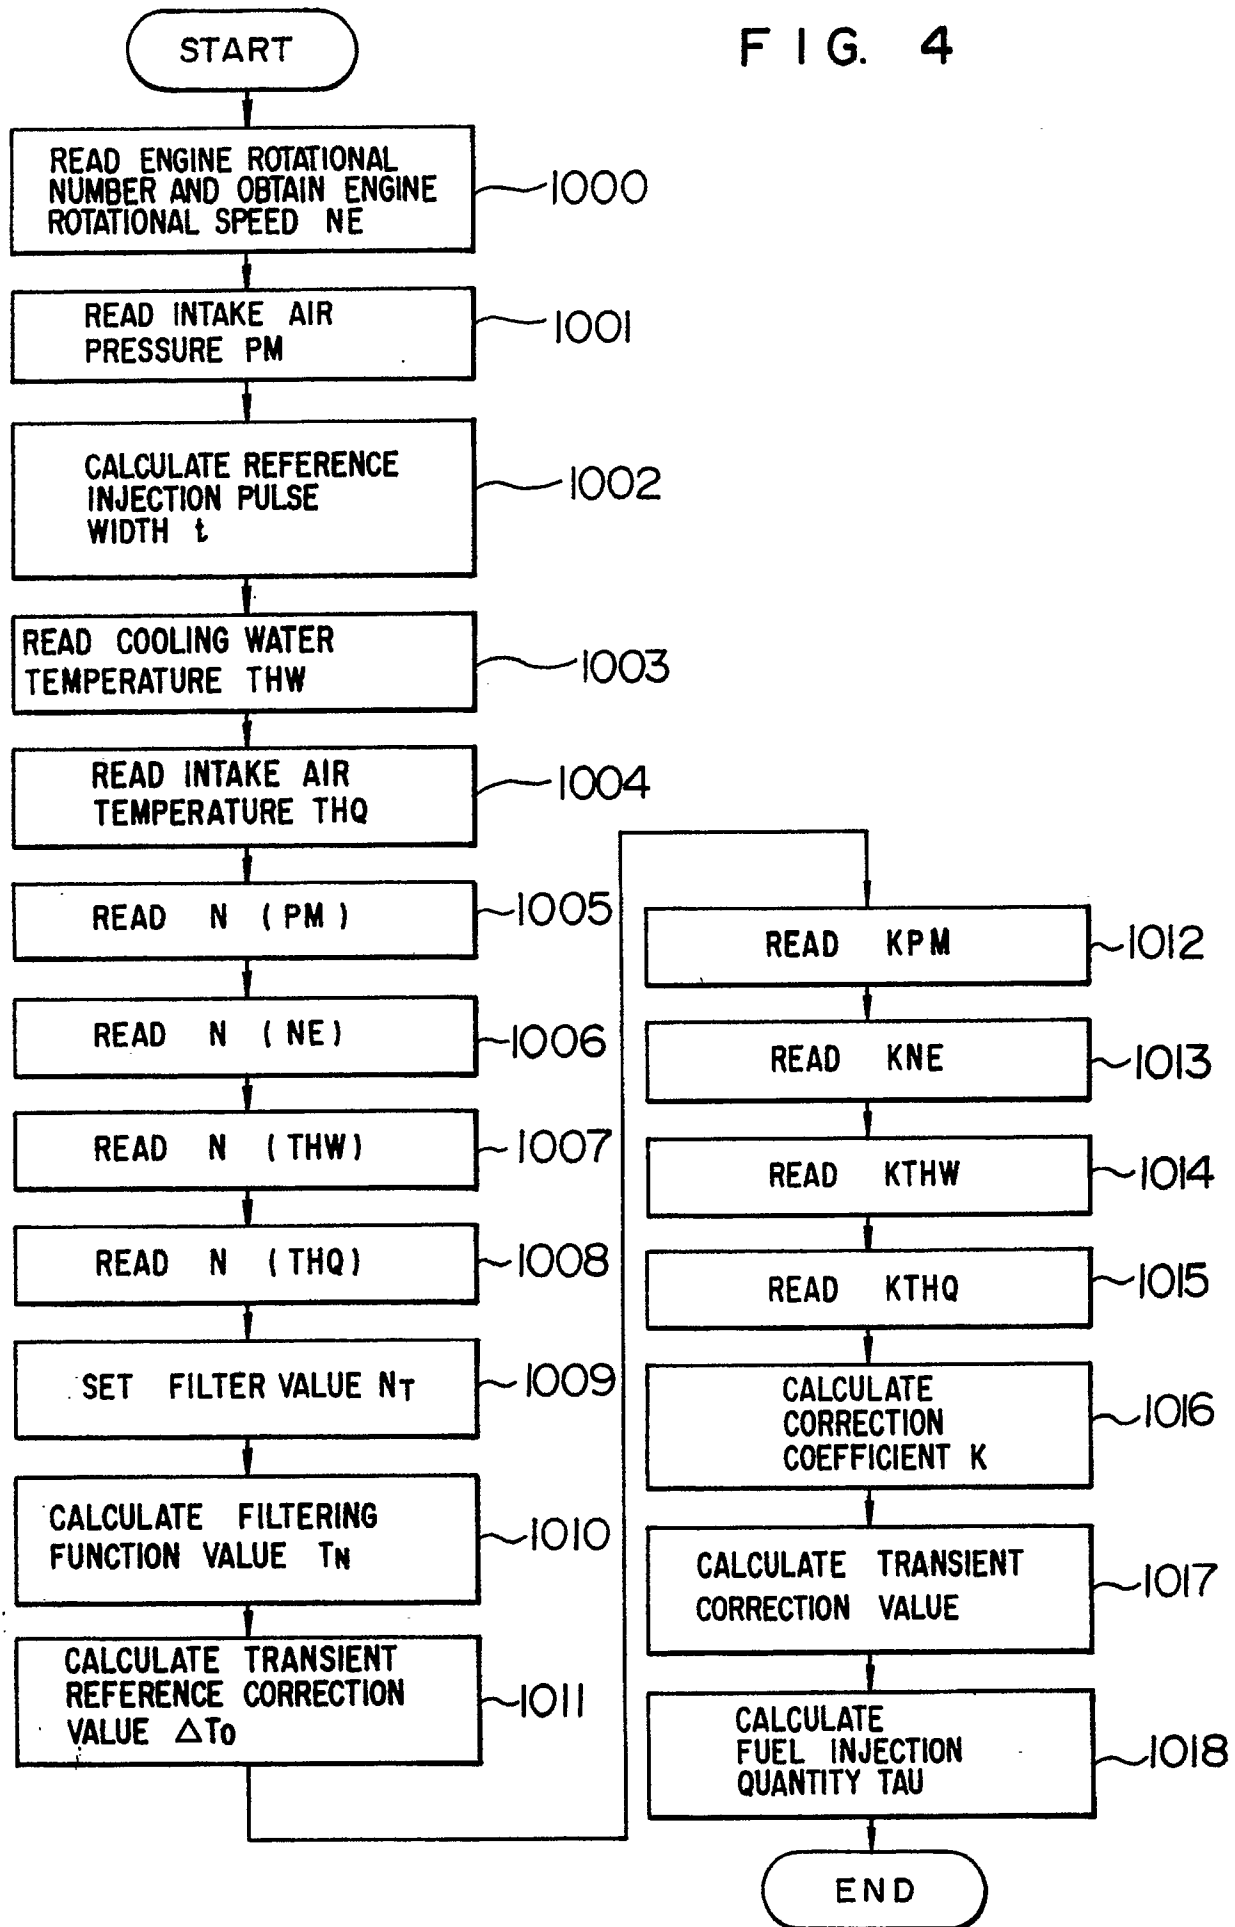 FIG. 4
START
READ ENGINE ROTATIONAL
NUMBER AND OBTAIN ENGINE
ROTATIONAL SPEED NE
1000
READ INTAKE AIR
PRESSURE PM
1001
CALCULATE REFERENCE
INJECTION PULSE
WIDTH t
1002
READ COOLING WATER
TEMPERATURE THW
1003
READ INTAKE AIR
TEMPERATURE THQ
1004
READ N (PM)
1005
READ N (NE)
1006
READ N (THW)
1007
READ N (THQ)
1008
SET FILTER VALUE NT
1009
CALCULATE FILTERING
FUNCTION VALUE TN
1010
CALCULATE TRANSIENT
REFERENCE CORRECTION
VALUE △To
1011
READ KPM
1012
READ KNE
1013
READ KTHW
1014
READ KTHQ
1015
CALCULATE
CORRECTION
COEFFICIENT K
1016
CALCULATE TRANSIENT
CORRECTION VALUE
1017
CALCULATE
FUEL INJECTION
QUANTITY TAU
1018
END